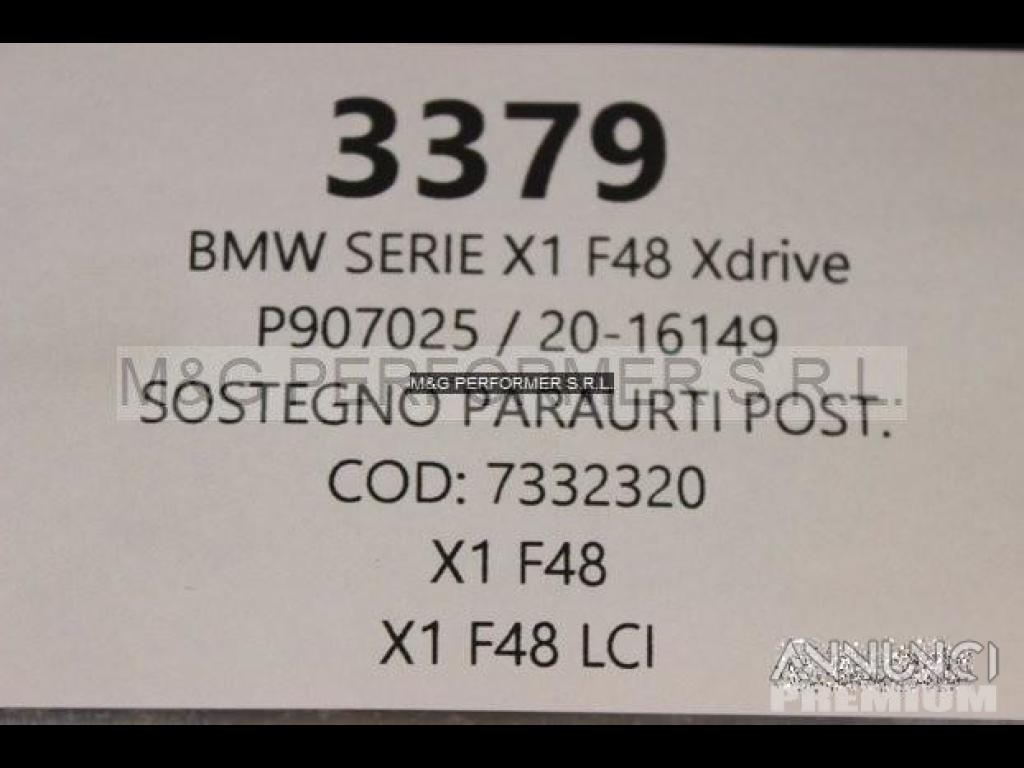 3379
BMW SERIE X1 F48 Xdrive
P907025 / 20-16149
M&G PERFORMER S.R.L.
M&G PERFORMER S.R.L.
SOSTEGNO PARAURTI POST.
COD: 7332320
X1 F48
X1 F48 LCI
ANNUNCI
PREMIUM